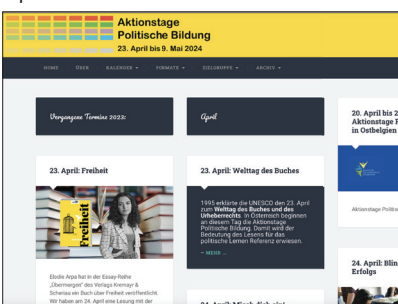 Aktionstage
Politische Bildung
23. April bis 9. Mai 2024
HOME ÜBER KALENDER FORMATE ZIELGRUPPE ARCHIV
Vergangene Termine 2023:
April
20. April bis 2
Aktionstage P
in Ostbelgien
23. April: Freiheit
Freiheit
Elodie Arpa hat in der Essay-Reihe
„Übermorgen“ des Verlags Kremayr &
Scheriau ein Buch über Freiheit veröffentlicht.
Wir haben am 24. April eine Lesung mit der
23. April: Welttag des Buches
1995 erklärte die UNESCO den 23. April
zum Welttag des Buches und des
Urheberrechts. In Österreich beginnen
an diesem Tag die Aktionstage
Politische Bildung. Damit wird der
Bedeutung des Lesens für das
politische Lernen Referenz erwiesen.
– MEHR ...
Aktionstage Politisc
24. April: Blin
Erfolgs